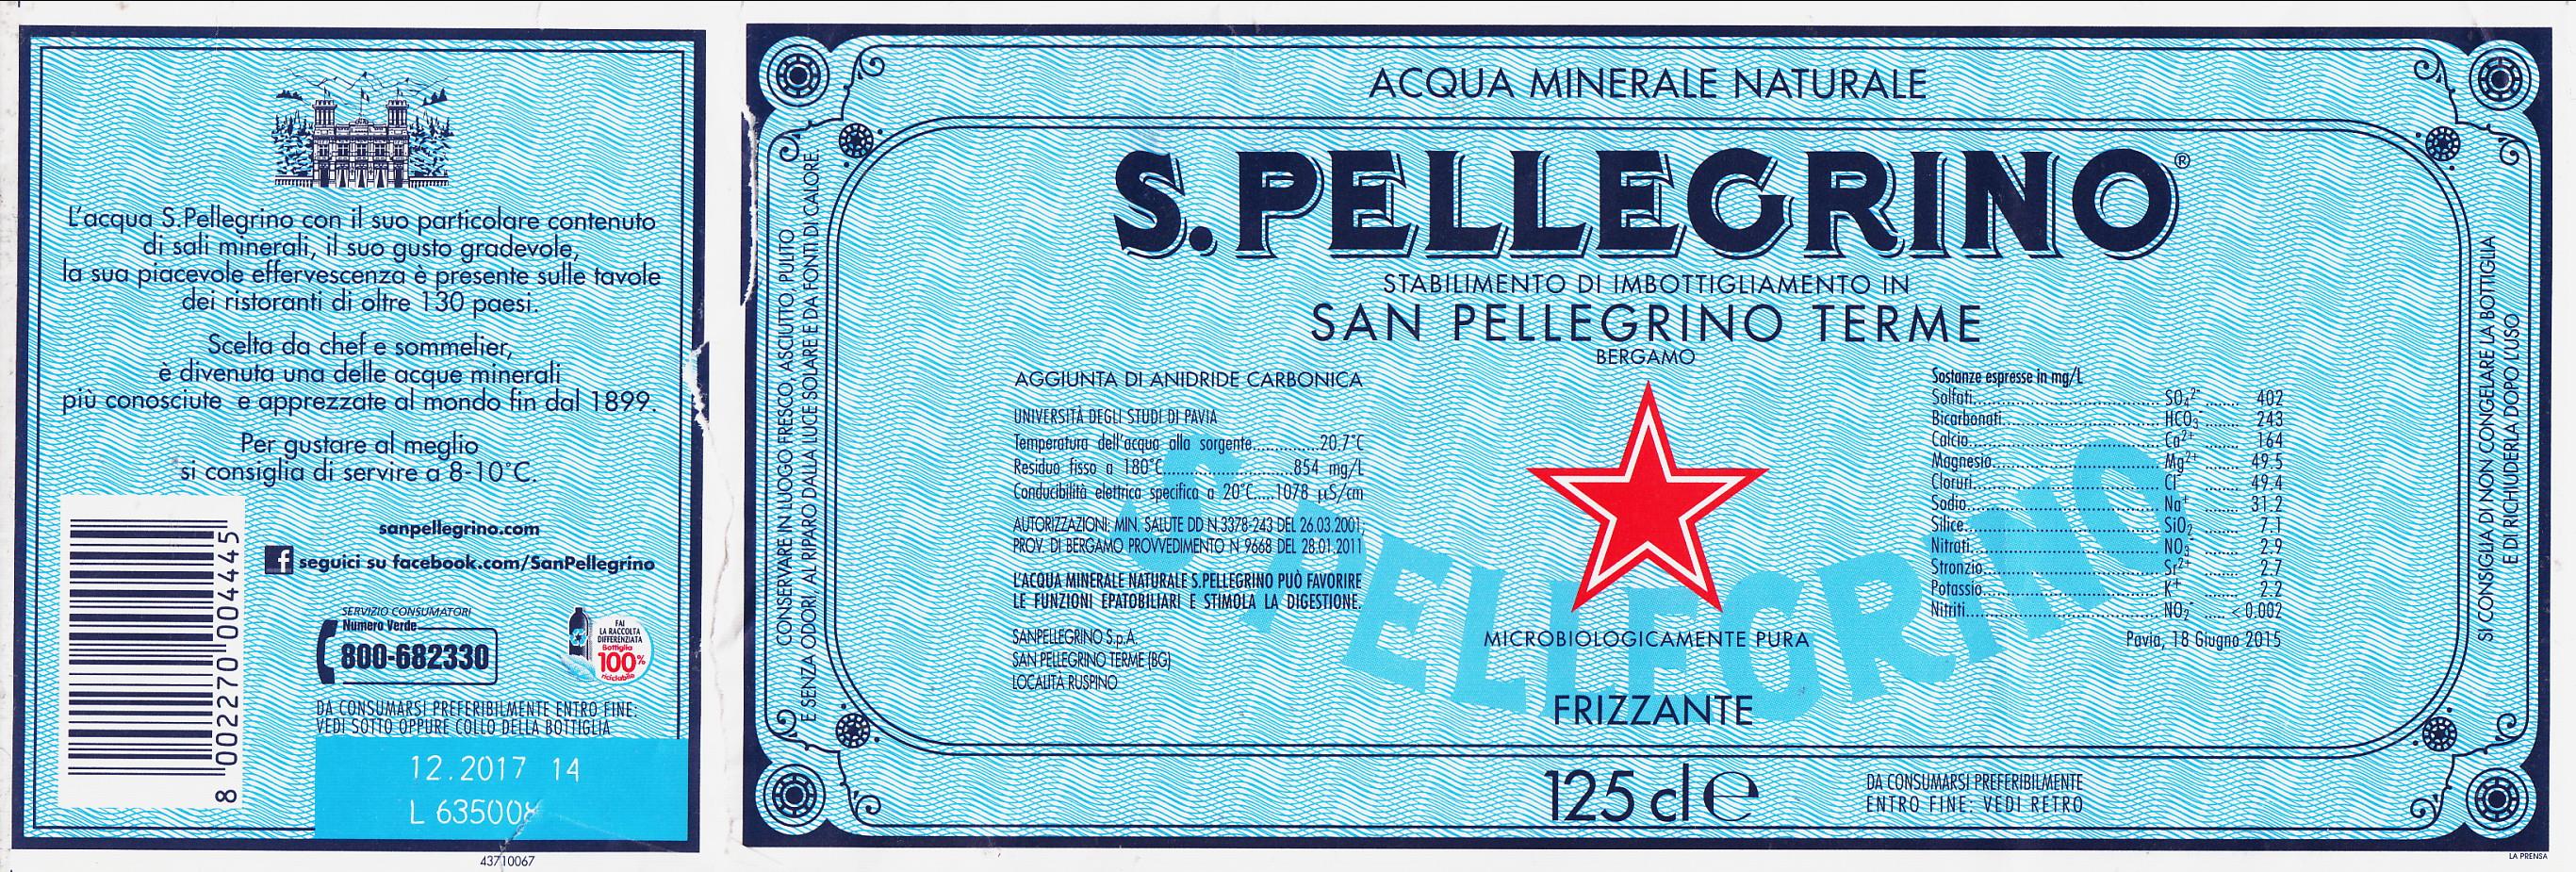 L'acqua S.Pellegrino con il suo particolare contenuto
di sali minerali, il suo gusto gradevole,
la sua piacevole effervescenza è presente sulle tavole
dei ristoranti di oltre 130 paesi.
Scelta da chef e sommelier,
è divenuta una delle acque minerali
più conosciute e apprezzate al mondo fin dal 1899.
Per gustare al meglio
si consiglia di servire a 8-10°C.
sanpellegrino.com
f seguici su facebook.com/SanPellegrino
8 002270 004445
SERVIZIO CONSUMATORI
Numero Verde
800-682330
FAI
LA RACCOLTA
DIFFERENZIATA
Bottiglia
100%
riciclabile
DA CONSUMARSI PREFERIBILMENTE ENTRO FINE:
VEDI SOTTO OPPURE COLLO DELLA BOTTIGLIA
12.2017 14
L 635008
43710067
CONSERVARE IN LUOGO FRESCO, ASCIUTTO, PULITO
E SENZA ODORI, AL RIPARO DALLA LUCE SOLARE E DA FONTI DI CALORE.
ACQUA MINERALE NATURALE
S.PELLEGRINO®
STABILIMENTO DI IMBOTTIGLIAMENTO IN
SAN PELLEGRINO TERME
BERGAMO
AGGIUNTA DI ANIDRIDE CARBONICA
UNIVERSITÀ DEGLI STUDI DI PAVIA
Temperatura dell'acqua alla sorgente...............20.7°C
Residuo fisso a 180°C............................854 mg/L
Conducibilità elettrica specifica a 20°C.....1078 µS/cm
AUTORIZZAZIONI: MIN. SALUTE DD N.3378-243 DEL 26.03.2001;
PROV. DI BERGAMO PROVVEDIMENTO N 9668 DEL 28.01.2011
L'ACQUA MINERALE NATURALE S.PELLEGRINO PUÒ FAVORIRE
LE FUNZIONI EPATOBILIARI E STIMOLA LA DIGESTIONE.
SANPELLEGRINO S.p.A.
SAN PELLEGRINO TERME (BG)
LOCALITÀ RUSPINO
S.PELLEGRINO
MICROBIOLOGICAMENTE PURA
FRIZZANTE
Sostanze espresse in mg/L
Solfati........ SO₄²⁻ ........ 402
Bicarbonati........ HCO₃⁻ ........ 243
Calcio........ Ca²⁺ ........ 164
Magnesio........ Mg²⁺ ........ 49.5
Cloruri........ Cl⁻ ........ 49.4
Sodio........ Na⁺ ........ 31.2
Silice........ SiO₂ ........ 7.1
Nitrati........ NO₃⁻ ........ 2.9
Stronzio........ Sr²⁺ ........ 2.7
Potassio........ K⁺ ........ 2.2
Nitriti........ NO₂⁻ ..... <0.002
Pavia, 18 Giugno 2015
125 cl e
DA CONSUMARSI PREFERIBILMENTE
ENTRO FINE: VEDI RETRO
SI CONSIGLIA DI NON CONGELARE LA BOTTIGLIA
E DI RICHIUDERLA DOPO L'USO
LA PRENSA